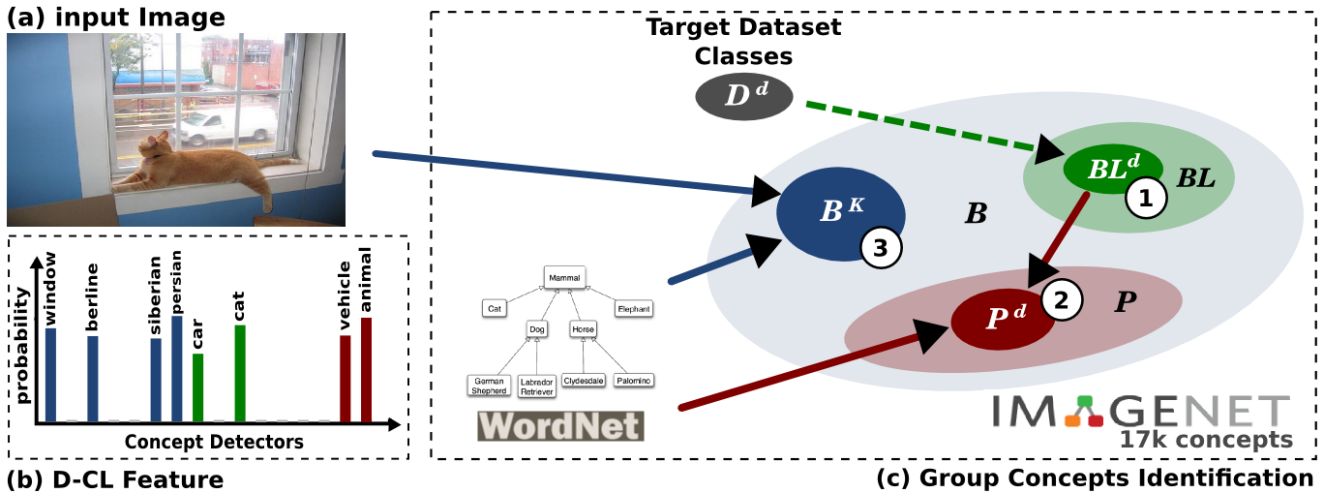 (a) input Image
Target Dataset
Classes
D^d
BL^d
BL
1
B^K
B
3
2
P^d
P
probability
window
berline
siberian
persian
car
cat
vehicle
animal
Concept Detectors
Mammal
Cat
Elephant
Dog
Horse
German
Shepherd
Labrador
Retriever
Clydesdale
Palomino
WordNet
IMAGENET
17k concepts
(b) D-CL Feature
(c) Group Concepts Identification